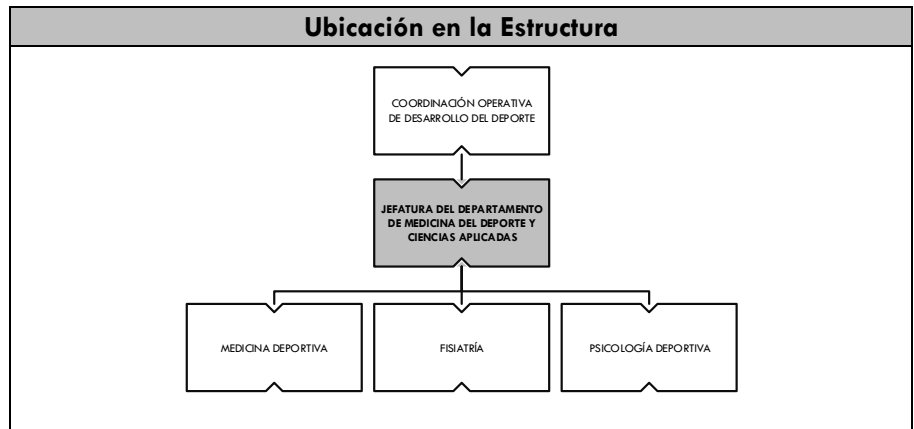 Ubicación en la Estructura
COORDINACIÓN OPERATIVA
DE DESARROLLO DEL DEPORTE
JEFATURA DEL DEPARTAMENTO
DE MEDICINA DEL DEPORTE Y
CIENCIAS APLICADAS
MEDICINA DEPORTIVA
FISIATRÍA
PSICOLOGÍA DEPORTIVA